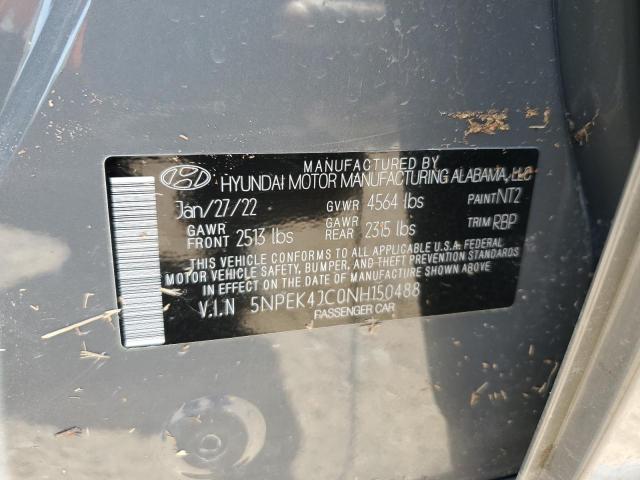 MANUFACTURED BY
HYUNDAI MOTOR MANUFACTURING ALABAMA, LLC
Jan/27/22 GVWR 4564 lbs PAINT NT2
GAWR FRONT 2513 lbs GAWR REAR 2315 lbs TRIM RBP
THIS VEHICLE CONFORMS TO ALL APPLICABLE U.S.A. FEDERAL
MOTOR VEHICLE SAFETY, BUMPER, AND THEFT PREVENTION STANDARDS
IN EFFECT ON THE DATE OF MANUFACTURE SHOWN ABOVE.
V.I.N 5NPEK4JC0NH150488
PASSENGER CAR